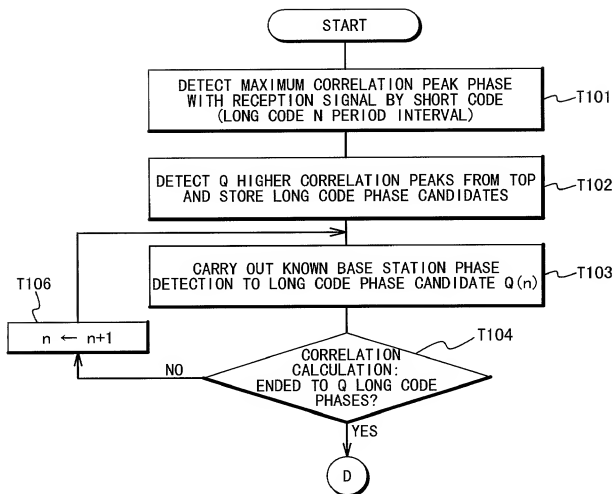 START
DETECT MAXIMUM CORRELATION PEAK PHASE
WITH RECEPTION SIGNAL BY SHORT CODE
(LONG CODE N PERIOD INTERVAL)
T101
DETECT Q HIGHER CORRELATION PEAKS FROM TOP
AND STORE LONG CODE PHASE CANDIDATES
T102
CARRY OUT KNOWN BASE STATION PHASE
DETECTION TO LONG CODE PHASE CANDIDATE Q(n)
T103
T106
n ← n+1
T104
CORRELATION
CALCULATION:
ENDED TO Q LONG CODE
PHASES?
NO
YES
D